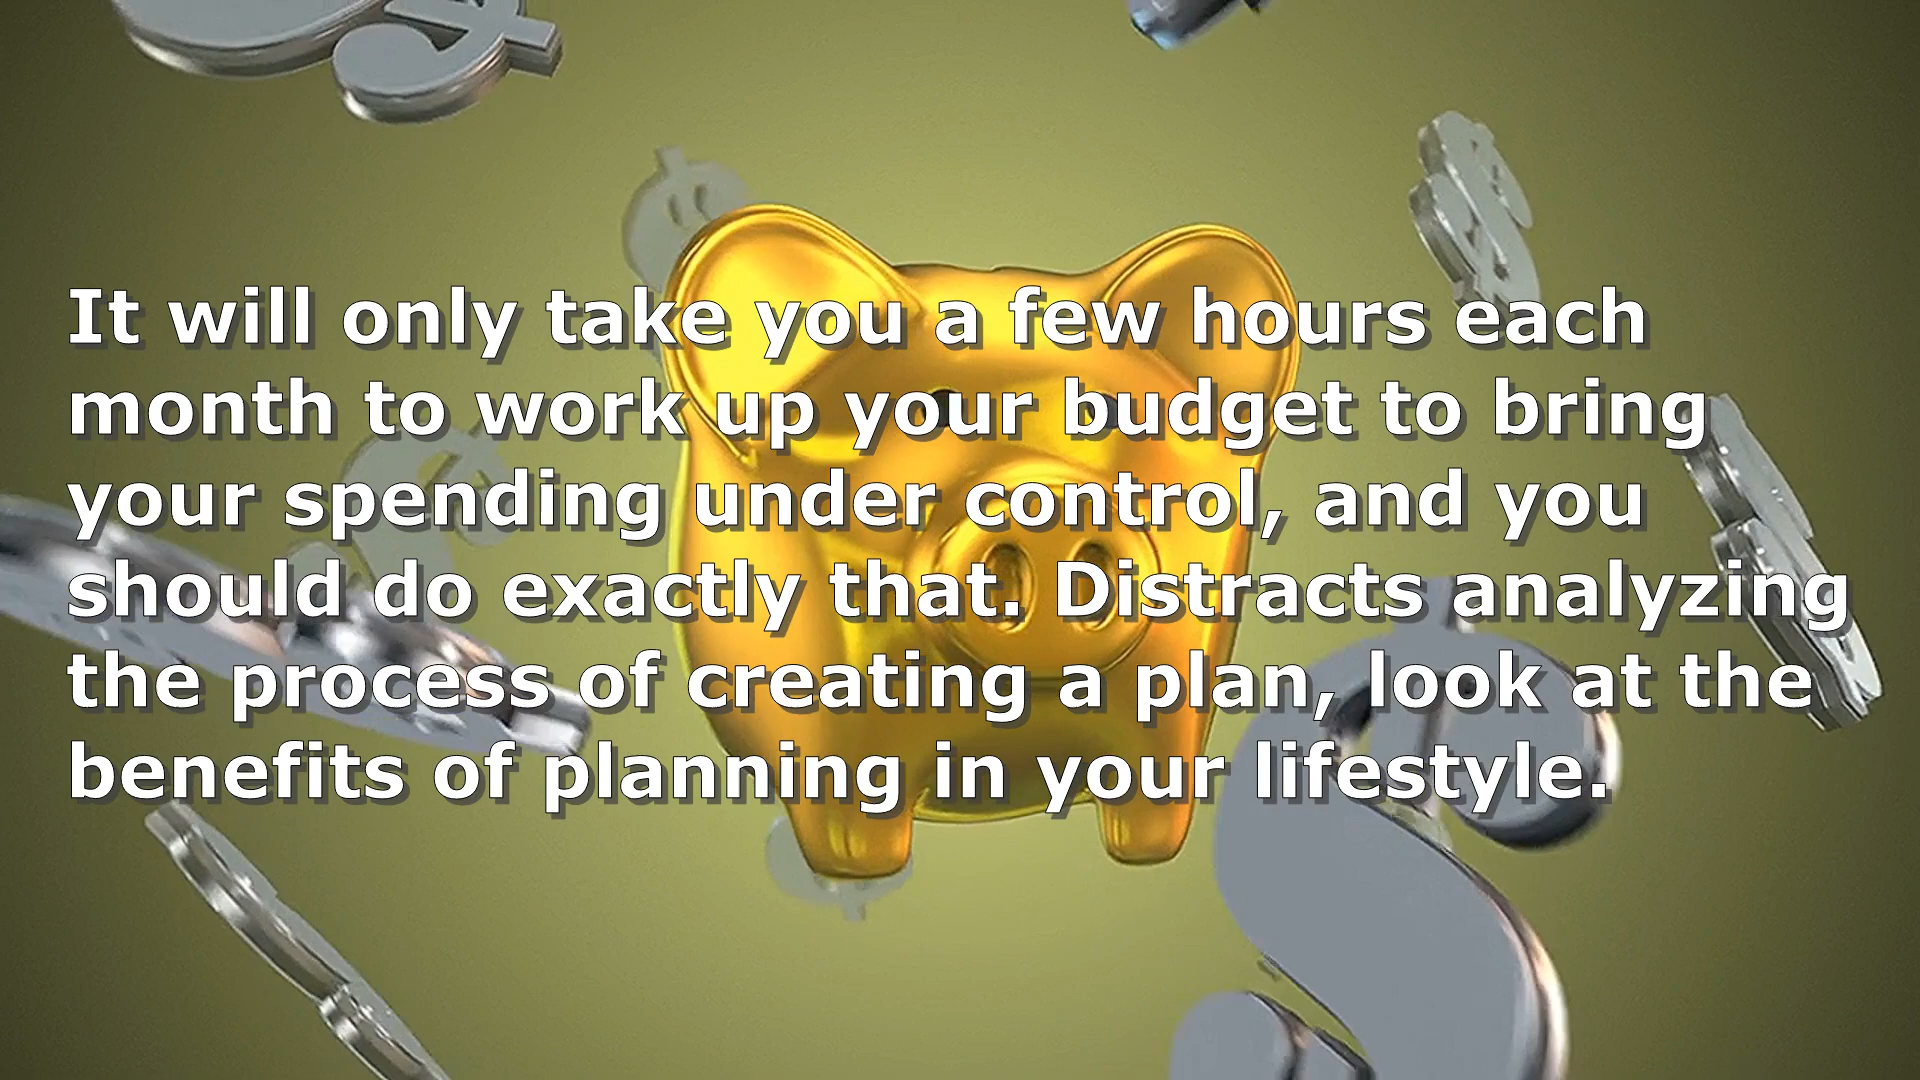 It will only take you a few hours each
month to work up your budget to bring
your spending under control, and you
should do exactly that. Distracts analyzing
the process of creating a plan, look at the
benefits of planning in your lifestyle.